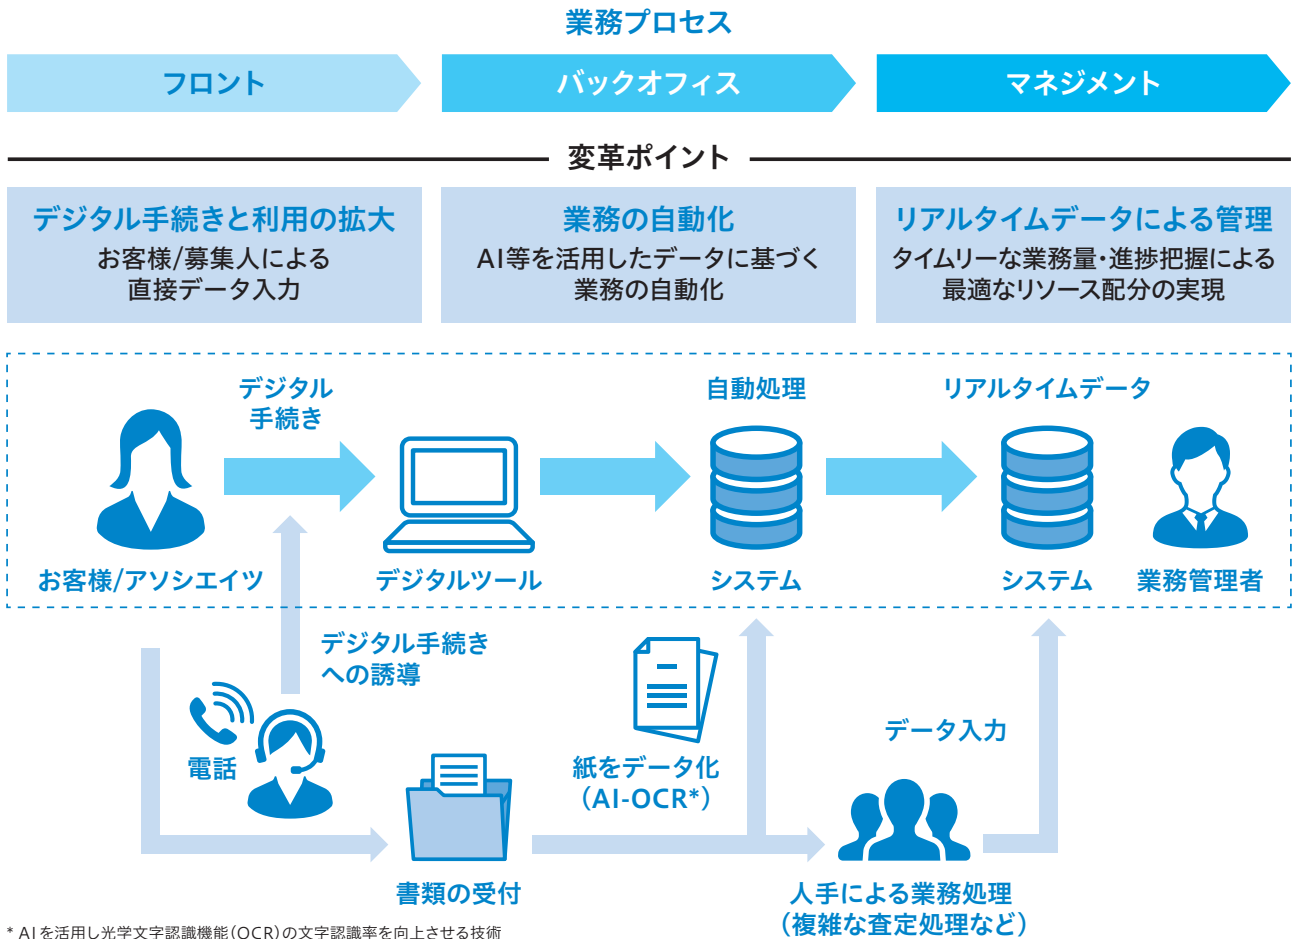 業務プロセス
フロント
バックオフィス
マネジメント
変革ポイント
デジタル手続きと利用の拡大
お客様/募集人による
直接データ入力
業務の自動化
AI等を活用したデータに基づく
業務の自動化
リアルタイムデータによる管理
タイムリーな業務量・進捗把握による
最適なリソース配分の実現
デジタル
手続き
自動処理
リアルタイムデータ
お客様/アソシエイツ
デジタルツール
システム
システム
業務管理者
デジタル手続き
への誘導
電話
紙をデータ化
（AI-OCR*）
データ入力
書類の受付
人手による業務処理
（複雑な査定処理など）
* AIを活用し光学文字認識機能（OCR）の文字認識率を向上させる技術